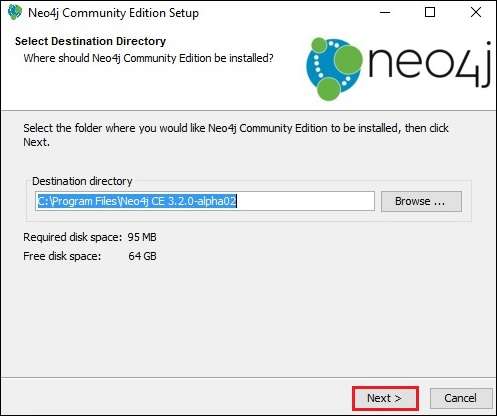 Neo4j Community Edition Setup
Select Destination Directory
Where should Neo4j Community Edition be installed?
neo4j
Select the folder where you would like Neo4j Community Edition to be installed, then click
Next.
Destination directory
C:\Program Files\Neo4j CE 3.2.0-alpha02
Browse ...
Required disk space: 95 MB
Free disk space: 64 GB
Next >
Cancel